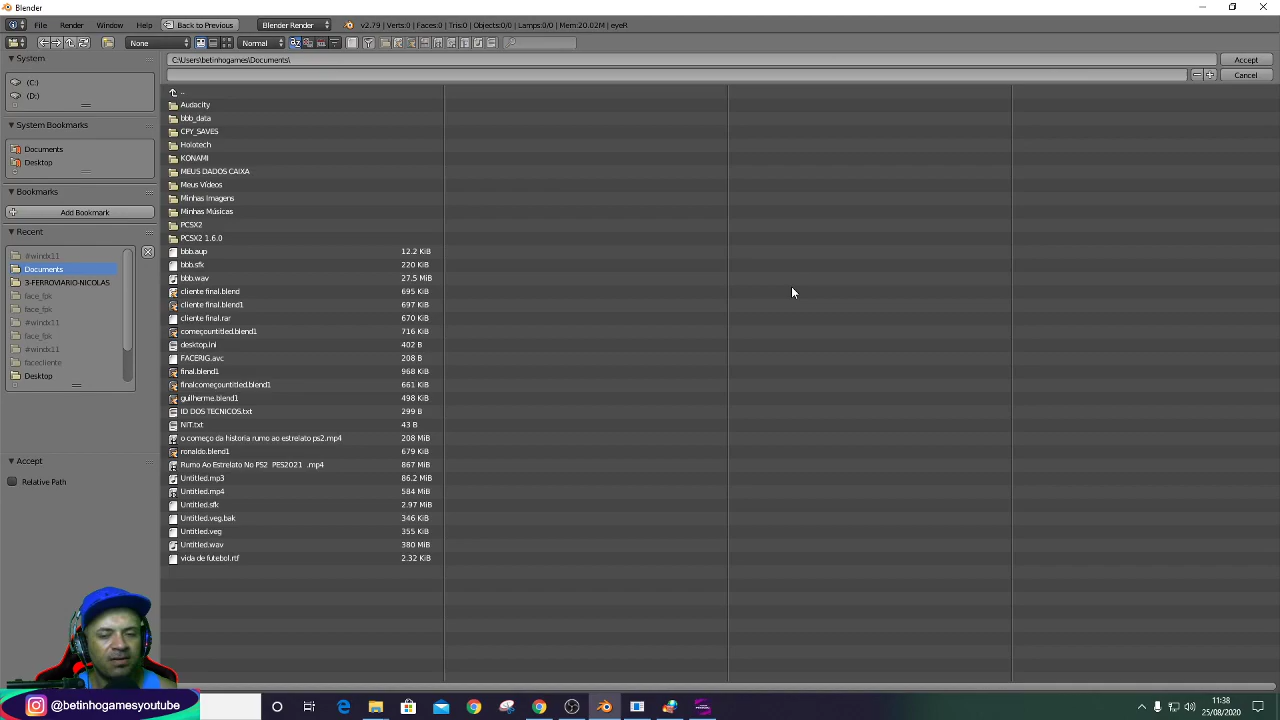 Blender
File Render Window Help Back to Previous Blender Render v2.79 | Verts:0 | Faces:0 | Tris:0 | Objects:0/0 | Lamps:0/0 | Mem:20.02M | eyeR
None Normal
System
(C:)
(D:)
System Bookmarks
Documents
Desktop
Bookmarks
Add Bookmark
Recent
#windx11
Documents
3-FERROVIARIO-NICOLAS
face_fpk
face_fpk
#windx11
face_fpk
#windx11
facecliente
Desktop
Accept
Relative Path
C:\Users\betinhogames\Documents\ Accept
Cancel
..
Audacity
bbb_data
CPY_SAVES
Holotech
KONAMI
MEUS DADOS CAIXA
Meus Vídeos
Minhas Imagens
Minhas Músicas
PCSX2
PCSX2 1.6.0
bbb.aup 12.2 KiB
bbb.sfk 220 KiB
bbb.wav 27.5 MiB
cliente final.blend 695 KiB
cliente final.blend1 697 KiB
cliente final.rar 670 KiB
começountitled.blend1 716 KiB
desktop.ini 402 B
FACERIG.avc 208 B
final.blend1 968 KiB
finalcomeçountitled.blend1 661 KiB
guilherme.blend1 498 KiB
ID DOS TECNICOS.txt 299 B
NIT.txt 43 B
o começo da historia rumo ao estrelato ps2.mp4 208 MiB
ronaldo.blend1 679 KiB
Rumo Ao Estrelato No PS2 PES2021 .mp4 867 MiB
Untitled.mp3 86.2 MiB
Untitled.mp4 584 MiB
Untitled.sfk 2.97 MiB
Untitled.veg.bak 346 KiB
Untitled.veg 355 KiB
Untitled.wav 380 MiB
vida de futebol.rtf 2.32 KiB
@betinhogamesyoutube
11:38
25/08/2020